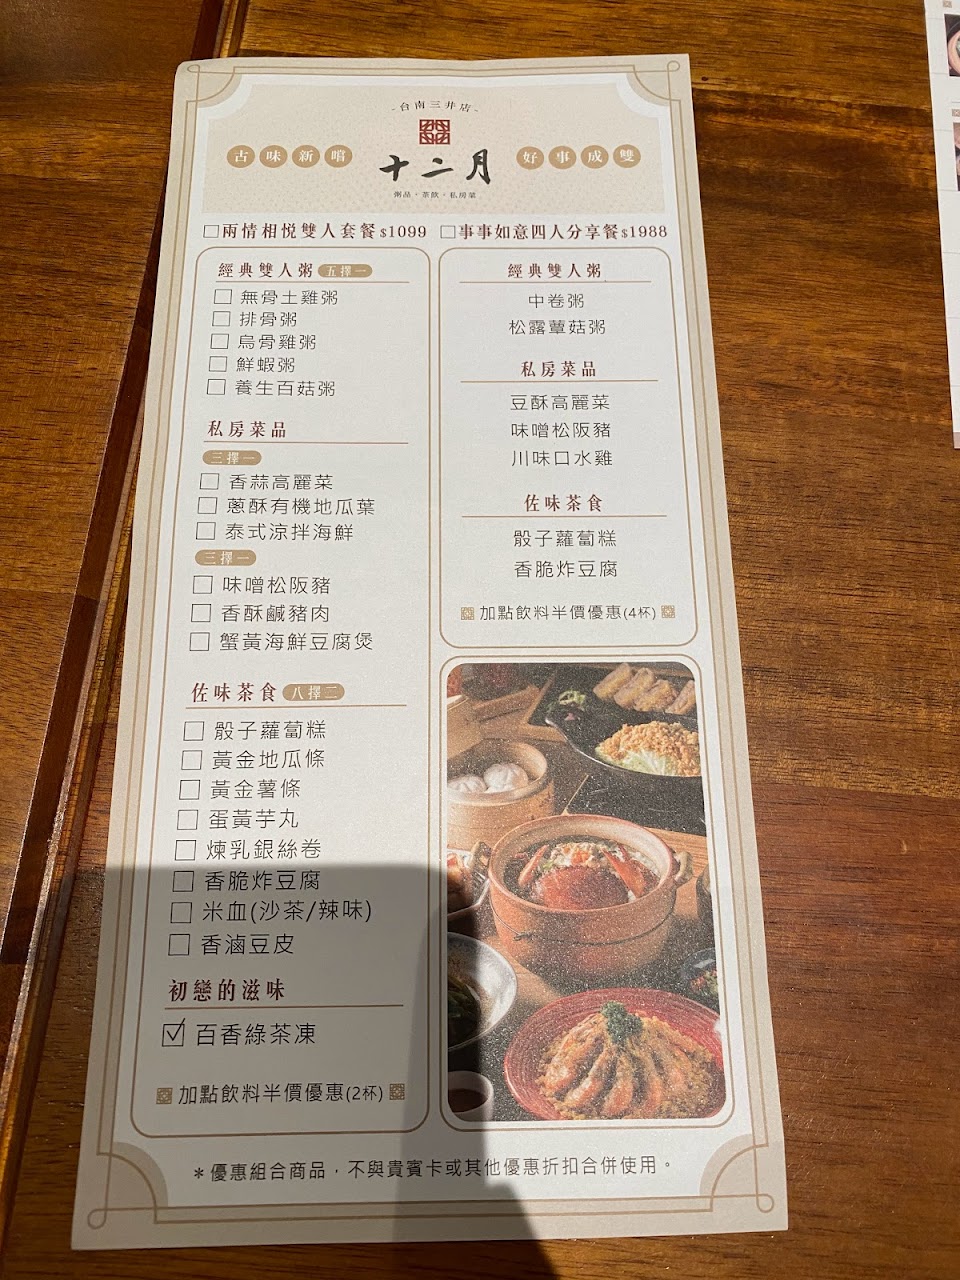 -台南三井店-
古味新嚐
十二月
好事成雙
粥品・茶飲・私房菜
□兩情相悅雙人套餐$1099
□事事如意四人分享餐$1988
經典雙人粥 五擇一
□ 無骨土雞粥
□ 排骨粥
□ 烏骨雞粥
□ 鮮蝦粥
□ 養生百菇粥
私房菜品
三擇一
□ 香蒜高麗菜
□ 蔥酥有機地瓜葉
□ 泰式涼拌海鮮
三擇一
□ 味噌松阪豬
□ 香酥鹹豬肉
□ 蟹黃海鮮豆腐煲
佐味茶食 八擇二
□ 骰子蘿蔔糕
□ 黃金地瓜條
□ 黃金薯條
□ 蛋黃芋丸
□ 煉乳銀絲卷
□ 香脆炸豆腐
□ 米血(沙茶/辣味)
□ 香滷豆皮
初戀的滋味
☑ 百香綠茶凍
加點飲料半價優惠(2杯)
經典雙人粥
中卷粥
松露蕈菇粥
私房菜品
豆酥高麗菜
味噌松阪豬
川味口水雞
佐味茶食
骰子蘿蔔糕
香脆炸豆腐
加點飲料半價優惠(4杯)
＊優惠組合商品，不與貴賓卡或其他優惠折扣合併使用。